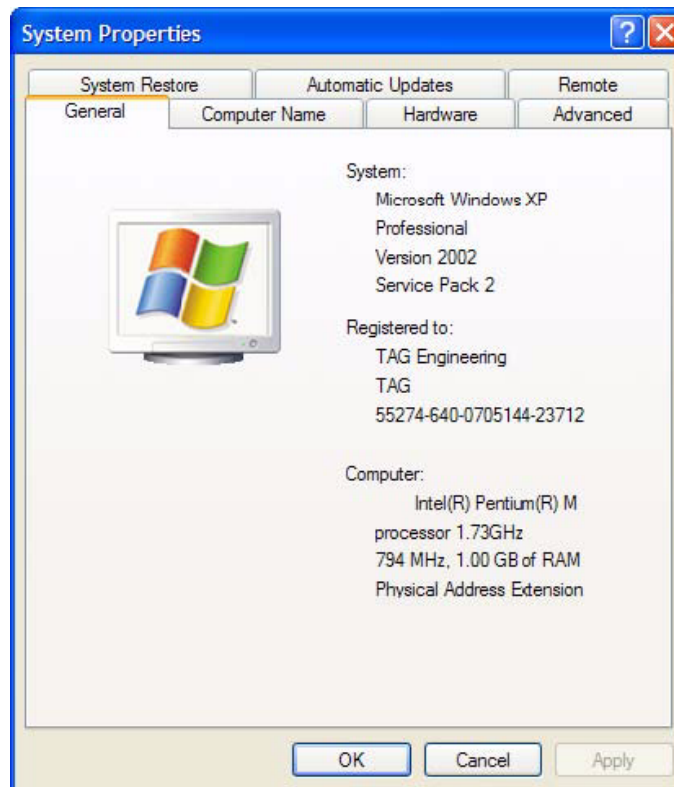 System Properties
System Restore
Automatic Updates
Remote
General
Computer Name
Hardware
Advanced
System:
Microsoft Windows XP
Professional
Version 2002
Service Pack 2
Registered to:
TAG Engineering
TAG
55274-640-0705144-23712
Computer:
Intel(R) Pentium(R) M
processor 1.73GHz
794 MHz, 1.00 GB of RAM
Physical Address Extension
OK
Cancel
Apply